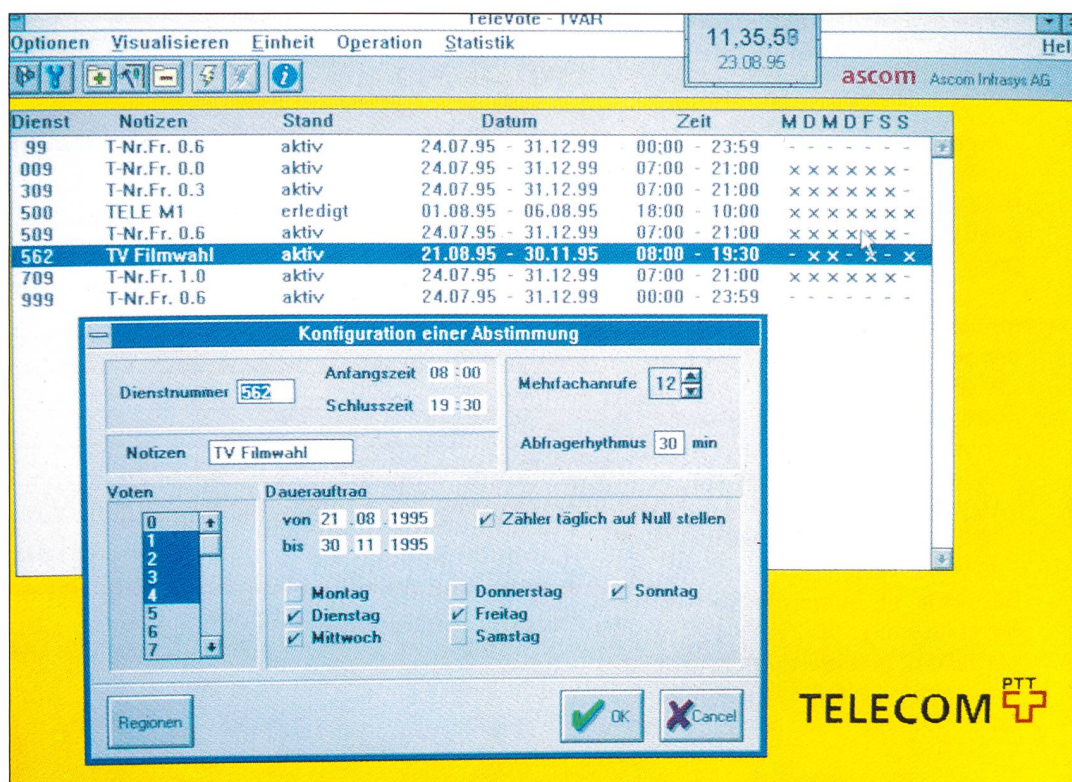 TeleVote - TVAR
Optionen Visualisieren Einheit Operation Statistik
Hel
11,35,58
23.08.95
ascom Ascom Infrasys AG
Dienst Notizen Stand Datum Zeit M D M D F S S
99 T-Nr.Fr. 0.6 aktiv 24.07.95 - 31.12.99 00:00 - 23:59 - - - - - - -
009 T-Nr.Fr. 0.0 aktiv 24.07.95 - 31.12.99 07:00 - 21:00 x x x x x x -
309 T-Nr.Fr. 0.3 aktiv 24.07.95 - 31.12.99 07:00 - 21:00 x x x x x x -
500 TELE M1 erledigt 01.08.95 - 06.08.95 18:00 - 10:00 x x x x x x x
509 T-Nr.Fr. 0.6 aktiv 24.07.95 - 31.12.99 07:00 - 21:00 x x x x x x -
562 TV Filmwahl aktiv 21.08.95 - 30.11.95 08:00 - 19:30 - x x - x - x
709 T-Nr.Fr. 1.0 aktiv 24.07.95 - 31.12.99 07:00 - 21:00 x x x x x x -
999 T-Nr.Fr. 0.6 aktiv 24.07.95 - 31.12.99 00:00 - 23:59 - - - - - - -
Konfiguration einer Abstimmung
Dienstnummer 562
Anfangszeit 08:00
Schlusszeit 19:30
Mehrfachanrufe 12
Notizen TV Filmwahl
Abfragerhythmus 30 min
Voten
0
1
2
3
4
5
6
7
Dauerauftrag
von 21.08.1995
Zähler täglich auf Null stellen
bis 30.11.1995
Montag Donnerstag Sonntag
Dienstag Freitag
Mittwoch Samstag
Regionen
OK
Cancel
TELECOM PTT